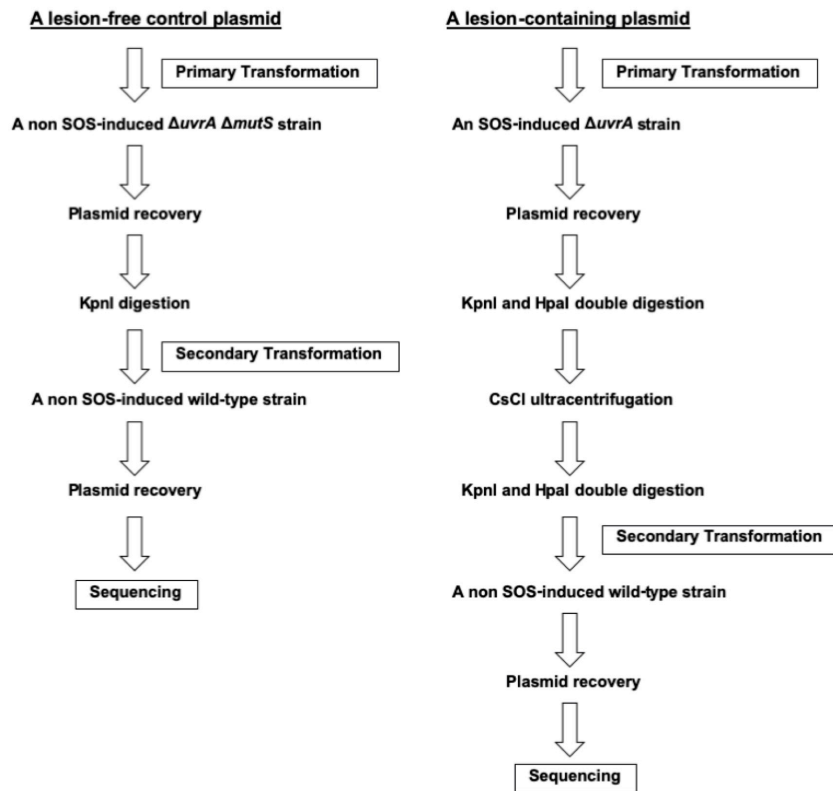 A lesion-free control plasmid
Primary Transformation
A non SOS-induced ΔuvrA ΔmutS strain
Plasmid recovery
KpnI digestion
Secondary Transformation
A non SOS-induced wild-type strain
Plasmid recovery
Sequencing
A lesion-containing plasmid
Primary Transformation
An SOS-induced ΔuvrA strain
Plasmid recovery
KpnI and HpaI double digestion
CsCl ultracentrifugation
KpnI and HpaI double digestion
Secondary Transformation
A non SOS-induced wild-type strain
Plasmid recovery
Sequencing